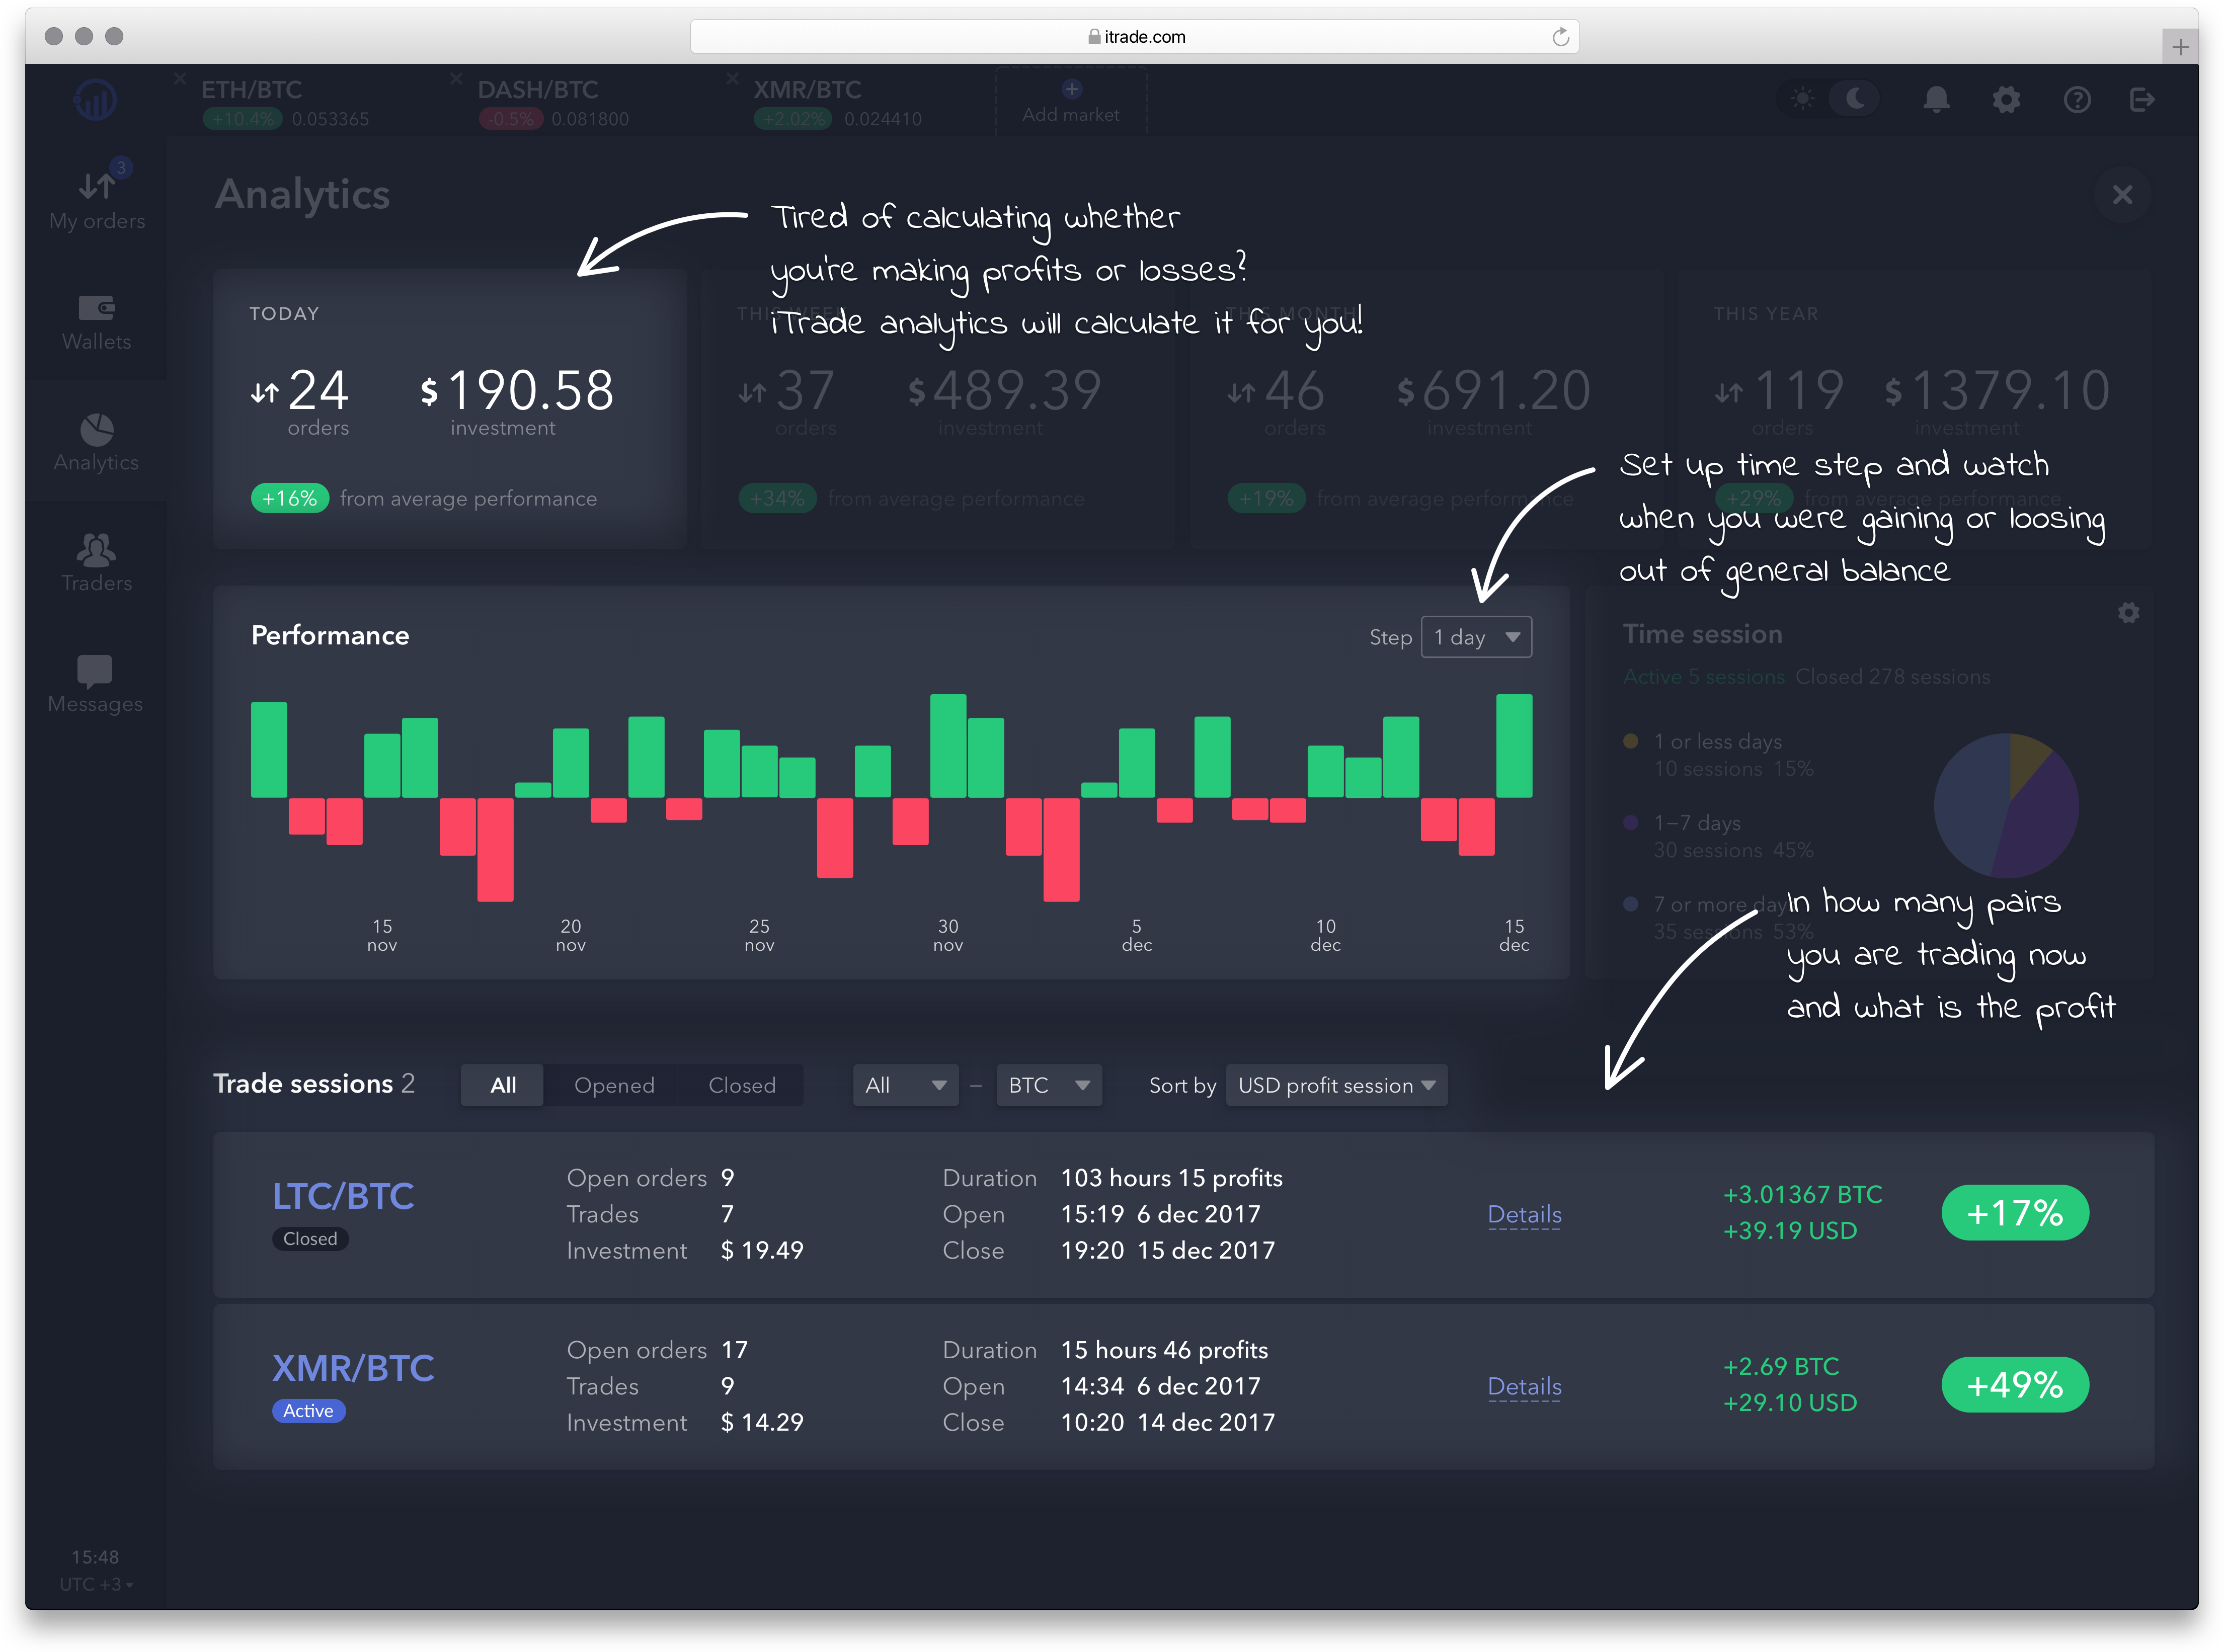 itrade.com
ETH/BTC
+10.4% 0.053365
DASH/BTC
-0.5% 0.081800
XMR/BTC
+2.02% 0.024410
Add market
3
My orders
Wallets
Analytics
Traders
Messages
15:48
UTC +3
Analytics
Tired of calculating whether
you're making profits or losses?
iTrade analytics will calculate it for you!
TODAY
24 $190.58
orders investment
+16% from average performance
THIS WEEK
37 $489.39
orders investment
+34% from average performance
THIS MONTH
46 $691.20
orders investment
+19% from average performance
THIS YEAR
119 $1379.10
orders investment
+29% from average performance
Set up time step and watch
when you were gaining or loosing
out of general balance
Performance
Step 1 day
15 nov
20 nov
25 nov
30 nov
5 dec
10 dec
15 dec
Time session
Active 5 sessions Closed 278 sessions
1 or less days
10 sessions 15%
1–7 days
30 sessions 45%
7 or more day
35 sessions 53%
In how many pairs
you are trading now
and what is the profit
Trade sessions 2 All Opened Closed All – BTC Sort by USD profit session
LTC/BTC
Closed
Open orders 9
Trades 7
Investment $ 19.49
Duration 103 hours 15 profits
Open 15:19 6 dec 2017
Close 19:20 15 dec 2017
Details
+3.01367 BTC
+39.19 USD
+17%
XMR/BTC
Active
Open orders 17
Trades 9
Investment $ 14.29
Duration 15 hours 46 profits
Open 14:34 6 dec 2017
Close 10:20 14 dec 2017
Details
+2.69 BTC
+29.10 USD
+49%